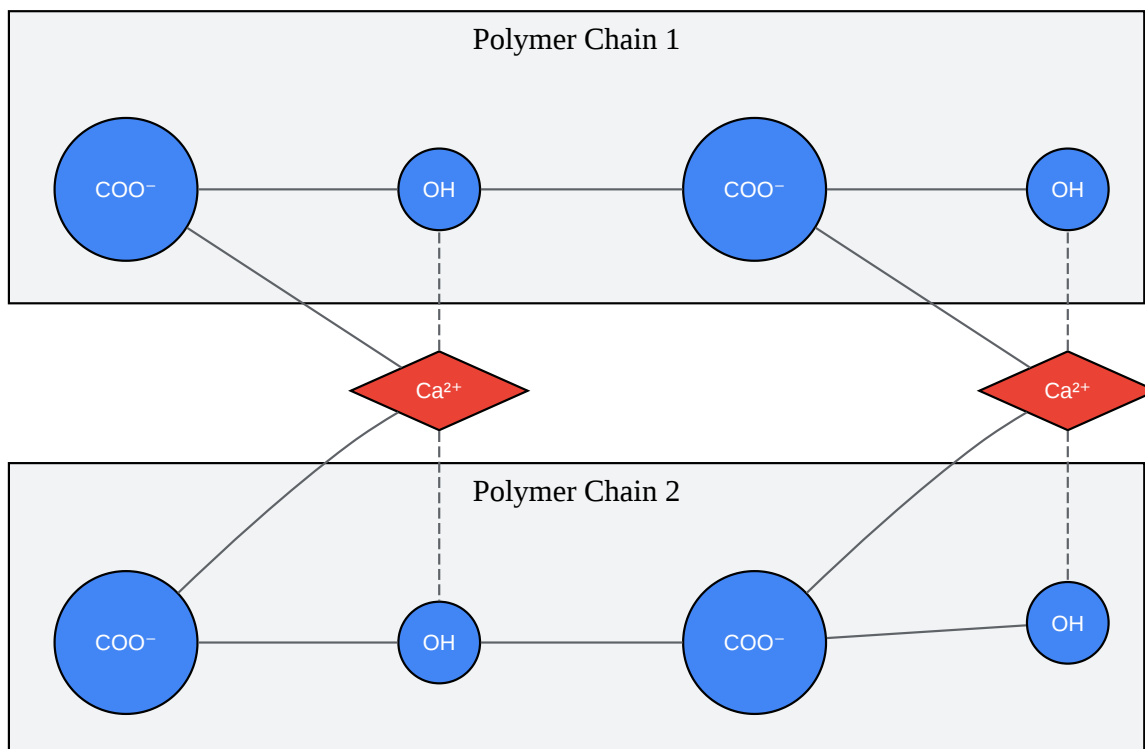 Polymer Chain 1
COO⁻
OH
COO⁻
OH
Ca²⁺
Ca²⁺
Polymer Chain 2
COO⁻
OH
COO⁻
OH